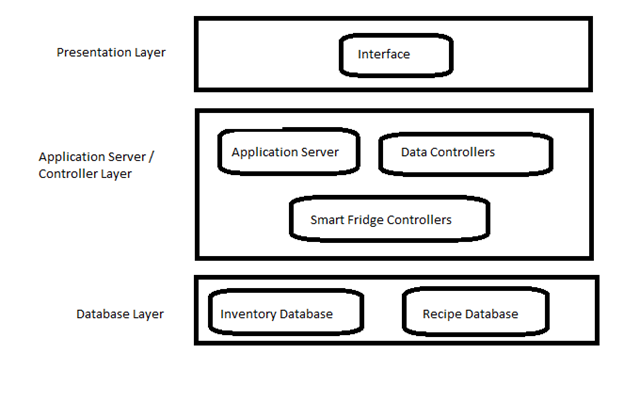 Presentation Layer
Interface
Application Server /
Controller Layer
Application Server
Data Controllers
Smart Fridge Controllers
Database Layer
Inventory Database
Recipe Database